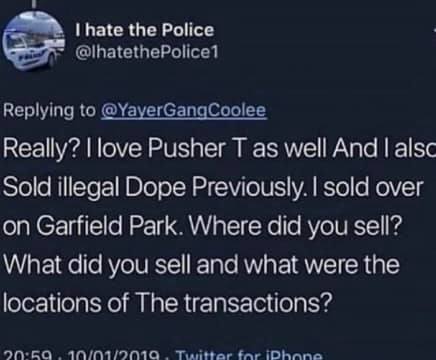 I hate the Police
@IhatethePolice1
Replying to @YayerGangCoolee
Really? I love Pusher T as well And I also
Sold illegal Dope Previously. I sold over
on Garfield Park. Where did you sell?
What did you sell and what were the
locations of The transactions?
20:59 · 10/01/2019 · Twitter for iPhone